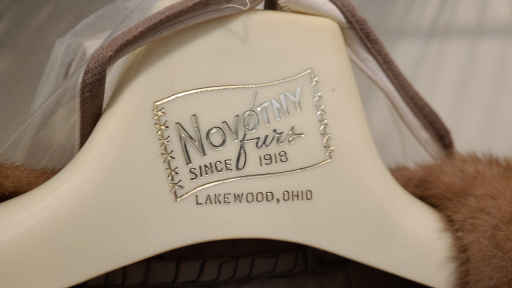 NOVOTNY
furs
SINCE 1918
LAKEWOOD, OHIO